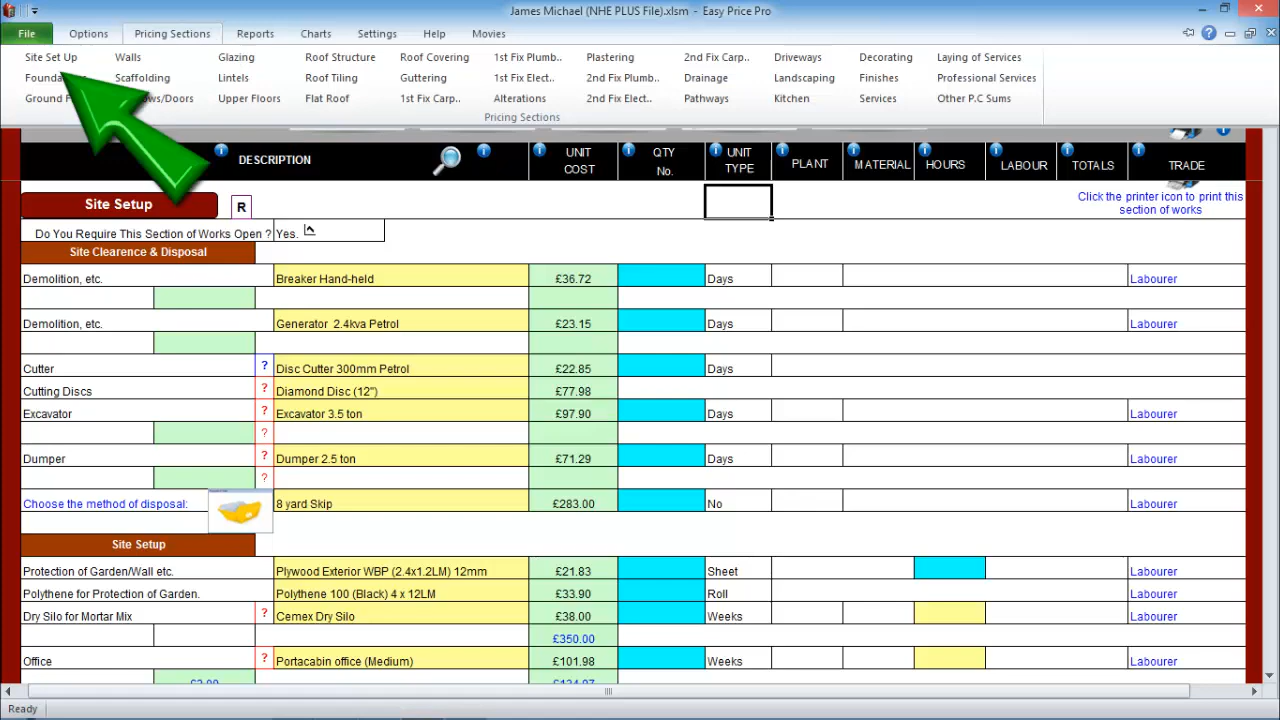 James Michael (NHE PLUS File).xlsm - Easy Price Pro
File Options Pricing Sections Reports Charts Settings Help Movies
Site Set Up Walls Glazing Roof Structure Roof Covering 1st Fix Plumb.. Plastering 2nd Fix Carp.. Driveways Decorating Laying of Services
Scaffolding Lintels Roof Tiling Guttering 1st Fix Elect.. 2nd Fix Plumb.. Drainage Landscaping Finishes Professional Services
Upper Floors Flat Roof 1st Fix Carp.. Alterations 2nd Fix Elect.. Pathways Kitchen Services Other P.C Sums
Pricing Sections
DESCRIPTION UNIT COST QTY No. UNIT TYPE PLANT MATERIAL HOURS LABOUR TOTALS TRADE
Site Setup R Click the printer icon to print this
section of works
Do You Require This Section of Works Open ? Yes.
Site Clearence & Disposal
Demolition, etc. Breaker Hand-held £36.72 Days Labourer
Demolition, etc. Generator 2.4kva Petrol £23.15 Days Labourer
Cutter ? Disc Cutter 300mm Petrol £22.85 Days
Cutting Discs ? Diamond Disc (12") £77.98
Excavator ? Excavator 3.5 ton £97.90 Days Labourer
?
Dumper ? Dumper 2.5 ton £71.29 Days Labourer
?
Choose the method of disposal: 8 yard Skip £283.00 No Labourer
Site Setup
Protection of Garden/Wall etc. Plywood Exterior WBP (2.4x1.2LM) 12mm £21.83 Sheet Labourer
Polythene for Protection of Garden. Polythene 100 (Black) 4 x 12LM £33.90 Roll Labourer
Dry Silo for Mortar Mix ? Cemex Dry Silo £38.00 Weeks Labourer
£350.00
Office ? Portacabin office (Medium) £101.98 Weeks Labourer
Ready